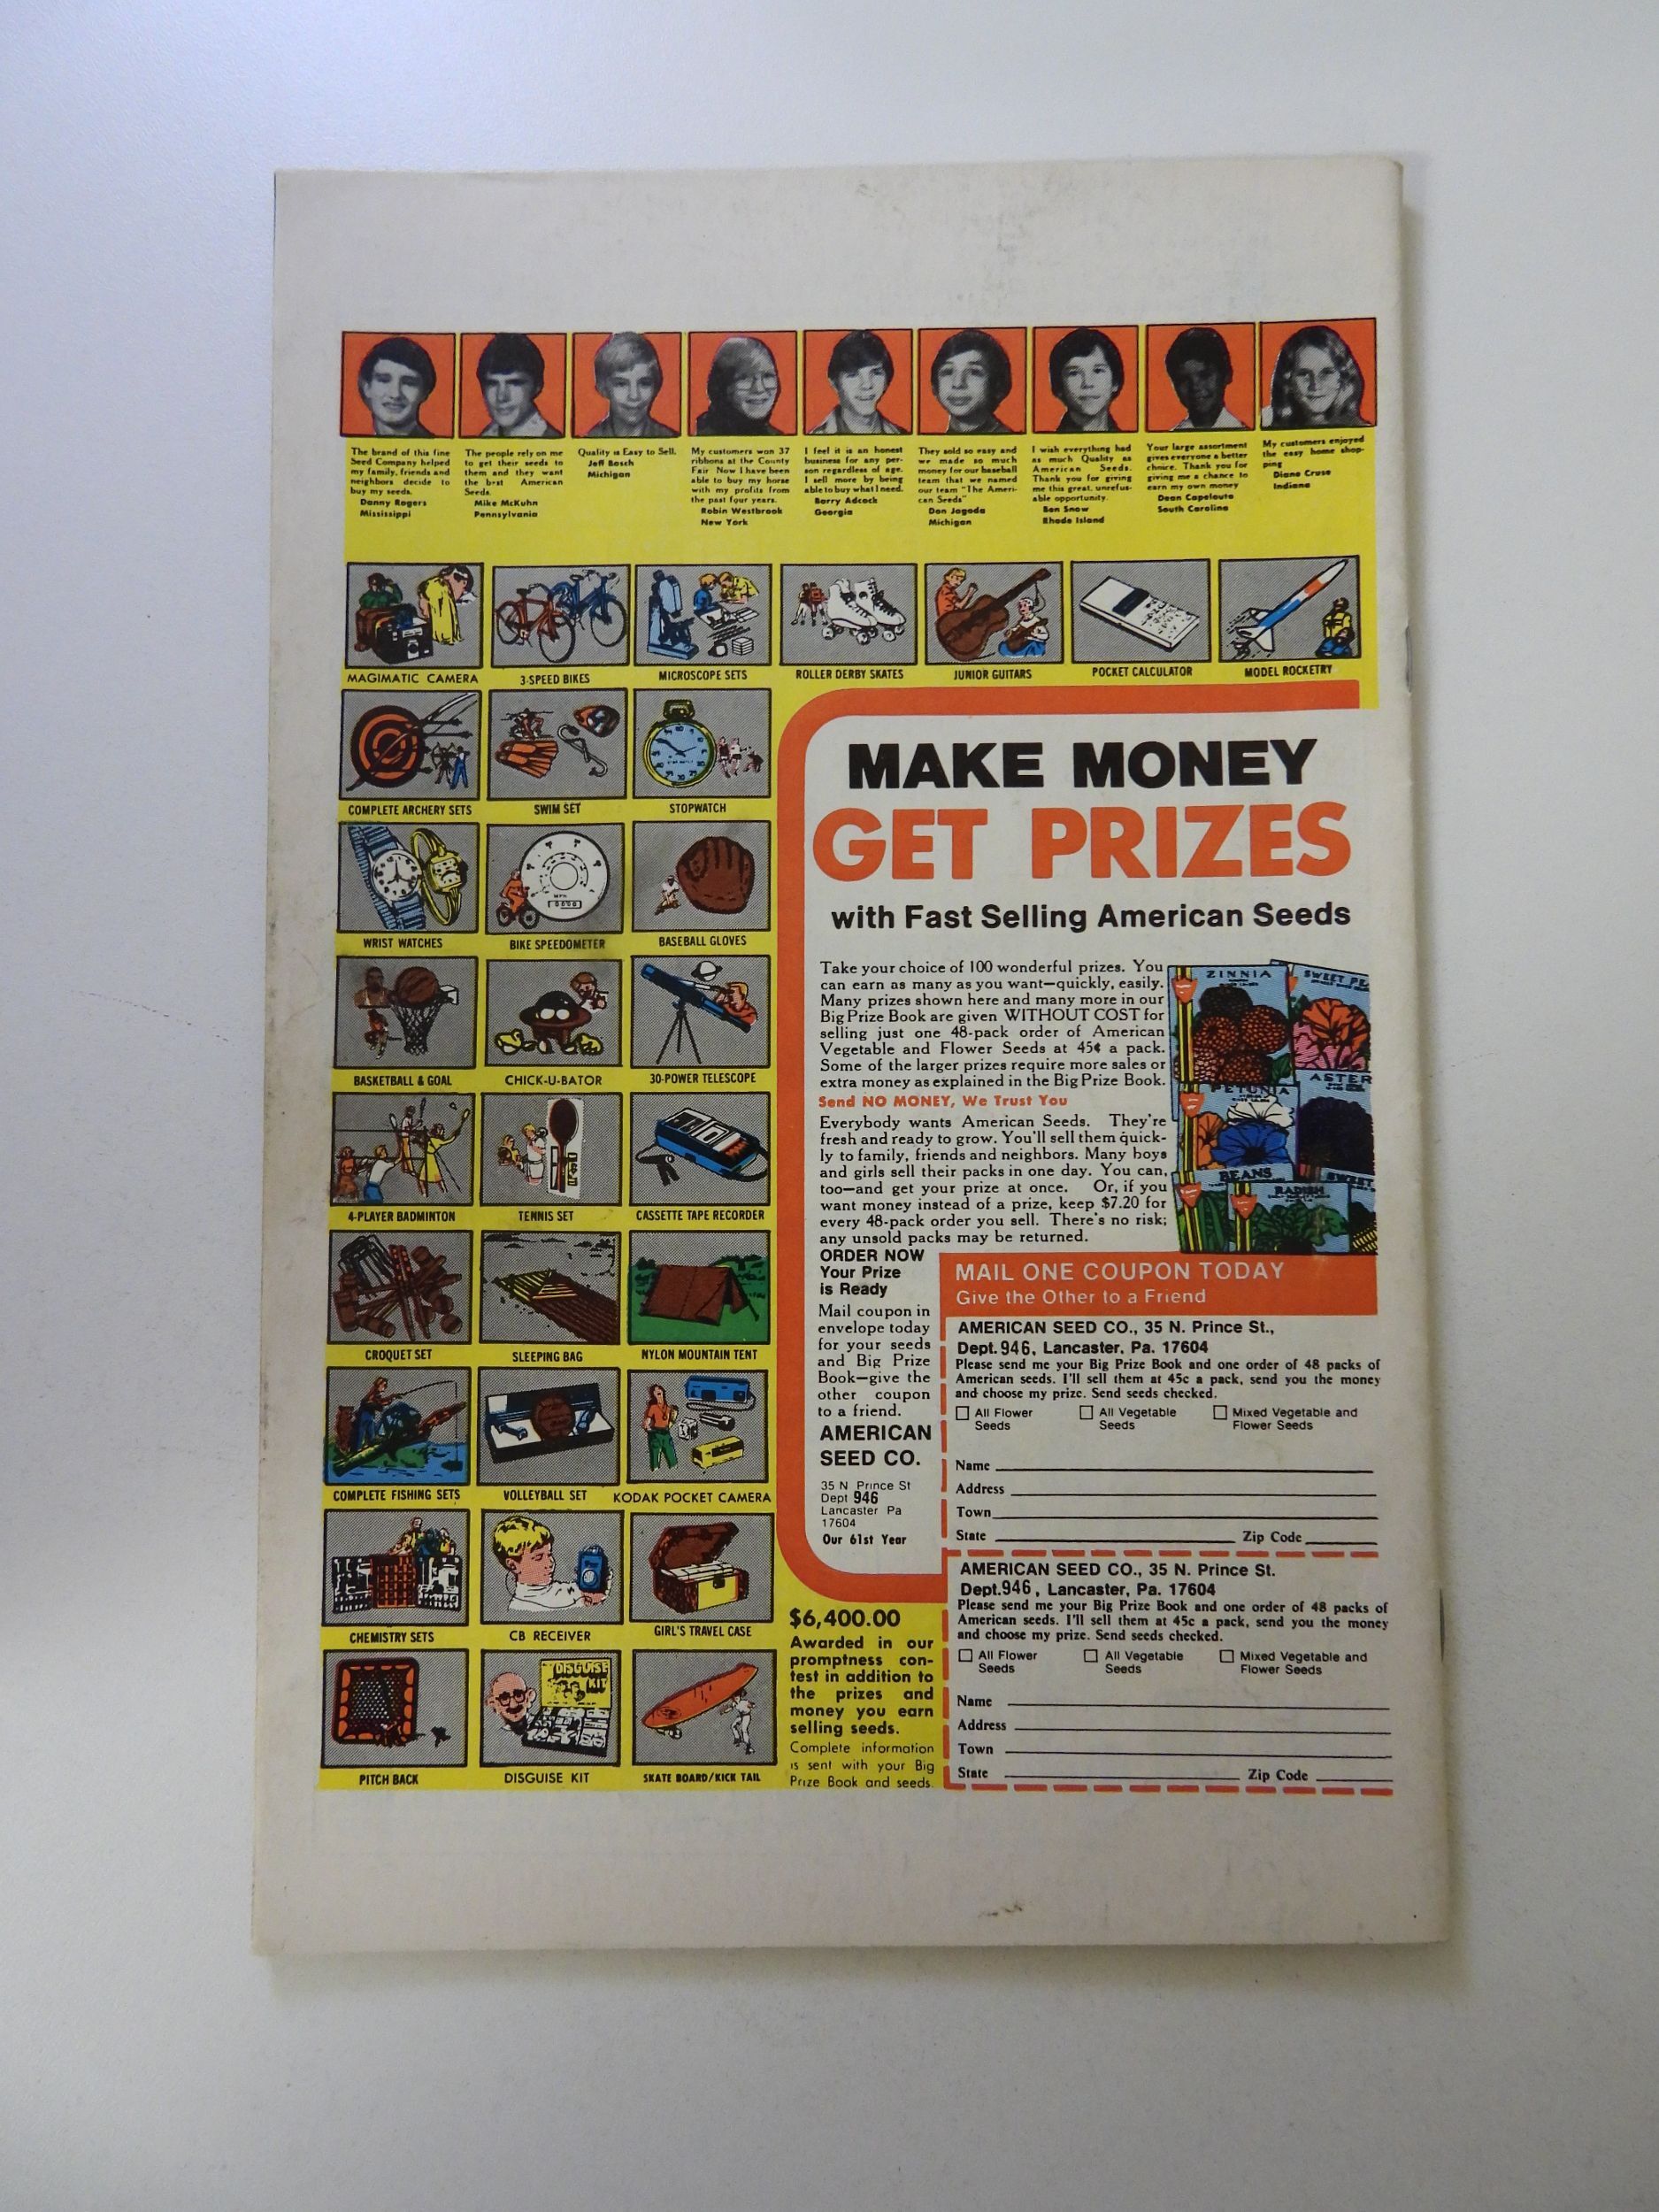 The brand of this fine
Seed Company helped
my family, friends and
neighbors decide to
buy my seeds.
Danny Rogers
Mississippi
The people rely on me
to get their seeds to
them and they want
the best American
Seeds.
Mike McKuhn
Pennsylvania
Quality is Easy to Sell.
Jeff Bosch
Michigan
My customers won 37
ribbons at the County
Fair Now I have been
able to buy my horse
with my profits from
the past four years.
Robin Westbrook
New York
I feel it is an honest
business for any per-
son regardless of age.
I sell more by being
able to buy what I need.
Barry Adcock
Georgia
They sold so easy and
we made so much
money for our baseball
team that we named
our team "The Ameri-
can Seeds"
Don Jagoda
Michigan
I wish everything had
as much Quality as
American Seeds.
Thank you for giving
me this great, unrefus-
able opportunity.
Ben Snow
Rhode Island
Your large assortment
gives everyone a better
choice. Thank you for
giving me a chance to
earn my own money
Dean Capelouto
South Carolina
My customers enjoyed
the easy home shop-
ping
Diane Cruse
Indiana
MAGIMATIC CAMERA
3-SPEED BIKES
MICROSCOPE SETS
ROLLER DERBY SKATES
JUNIOR GUITARS
POCKET CALCULATOR
MODEL ROCKETRY
COMPLETE ARCHERY SETS
SWIM SET
STOPWATCH
WRIST WATCHES
BIKE SPEEDOMETER
BASEBALL GLOVES
BASKETBALL & GOAL
CHICK-U-BATOR
30-POWER TELESCOPE
4-PLAYER BADMINTON
TENNIS SET
CASSETTE TAPE RECORDER
CROQUET SET
SLEEPING BAG
NYLON MOUNTAIN TENT
COMPLETE FISHING SETS
VOLLEYBALL SET
KODAK POCKET CAMERA
CHEMISTRY SETS
CB RECEIVER
GIRL'S TRAVEL CASE
PITCH BACK
DISGUISE
KIT
DISGUISE KIT
SKATE BOARD/KICK TAIL
MAKE MONEY
GET PRIZES
with Fast Selling American Seeds
Take your choice of 100 wonderful prizes. You
can earn as many as you want—quickly, easily.
Many prizes shown here and many more in our
Big Prize Book are given WITHOUT COST for
selling just one 48-pack order of American
Vegetable and Flower Seeds at 45¢ a pack.
Some of the larger prizes require more sales or
extra money as explained in the Big Prize Book.
Send NO MONEY, We Trust You
Everybody wants American Seeds. They're
fresh and ready to grow. You'll sell them quick-
ly to family, friends and neighbors. Many boys
and girls sell their packs in one day. You can,
too—and get your prize at once. Or, if you
want money instead of a prize, keep $7.20 for
every 48-pack order you sell. There's no risk;
any unsold packs may be returned.
ZINNIA
SWEET PE
PETUNIA
ASTER
BEANS
RADISH
SWEET
ORDER NOW
Your Prize
is Ready
Mail coupon in
envelope today
for your seeds
and Big Prize
Book—give the
other coupon
to a friend.
AMERICAN
SEED CO.
35 N Prince St
Dept 946
Lancaster Pa
17604
Our 61st Year
MAIL ONE COUPON TODAY
Give the Other to a Friend
AMERICAN SEED CO., 35 N. Prince St.,
Dept. 946, Lancaster, Pa. 17604
Please send me your Big Prize Book and one order of 48 packs of
American seeds. I'll sell them at 45c a pack, send you the money
and choose my prize. Send seeds checked.
All Flower
Seeds
All Vegetable
Seeds
Mixed Vegetable and
Flower Seeds
Name
Address
Town
State Zip Code
AMERICAN SEED CO., 35 N. Prince St.
Dept. 946, Lancaster, Pa. 17604
Please send me your Big Prize Book and one order of 48 packs of
American seeds. I'll sell them at 45c a pack, send you the money
and choose my prize. Send seeds checked.
All Flower
Seeds
All Vegetable
Seeds
Mixed Vegetable and
Flower Seeds
Name
Address
Town
State Zip Code
$6,400.00
Awarded in our
promptness con-
test in addition to
the prizes and
money you earn
selling seeds.
Complete information
is sent with your Big
Prize Book and seeds.